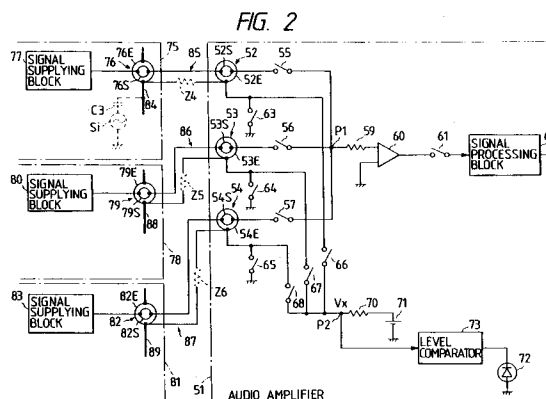 FIG. 2
77 SIGNAL SUPPLYING BLOCK
76E 75
76
76S
84
85
Z4
C3
Si
52S 52
52E
55
63
86
53S 53
53E
56
64
P1 59 60 61
SIGNAL PROCESSING BLOCK
80 SIGNAL SUPPLYING BLOCK
79E
79 79S
88
78
Z5
54S 54
54E
57
65
66
67
68
83 SIGNAL SUPPLYING BLOCK
82E
82
82S
89
87
81
Z6
51
Vx 70 71
P2
73
LEVEL COMPARATOR
72
AUDIO AMPLIFIER